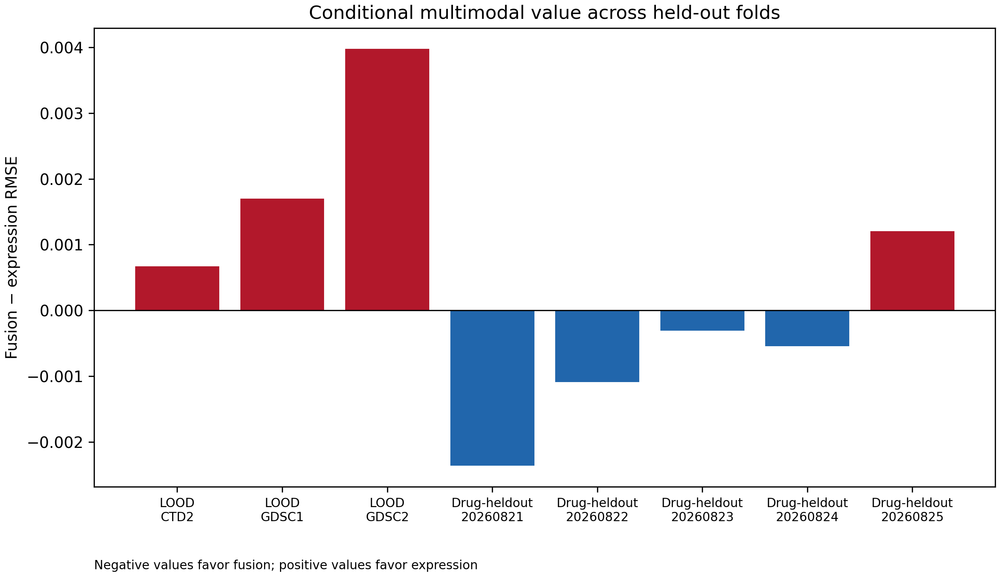 Conditional multimodal value across held-out folds
Fusion − expression RMSE
0.004
0.003
0.002
0.001
0.000
−0.001
−0.002
LOOD
CTD2
LOOD
GDSC1
LOOD
GDSC2
Drug-heldout
20260821
Drug-heldout
20260822
Drug-heldout
20260823
Drug-heldout
20260824
Drug-heldout
20260825
Negative values favor fusion; positive values favor expression